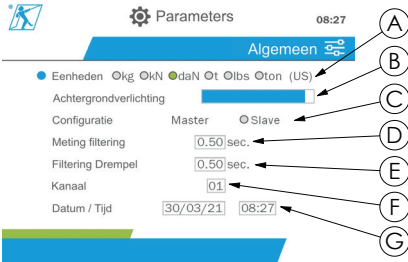 Parameters
08:27
Algemeen
Eenheden kg kN daN t lbs ton (US)
Achtergrondverlichting
Configuratie Master Slave
Meting filtering 0.50 sec.
Filtering Drempel 0.50 sec.
Kanaal 01
Datum / Tijd 30/03/21 08:27
A
B
C
D
E
F
G